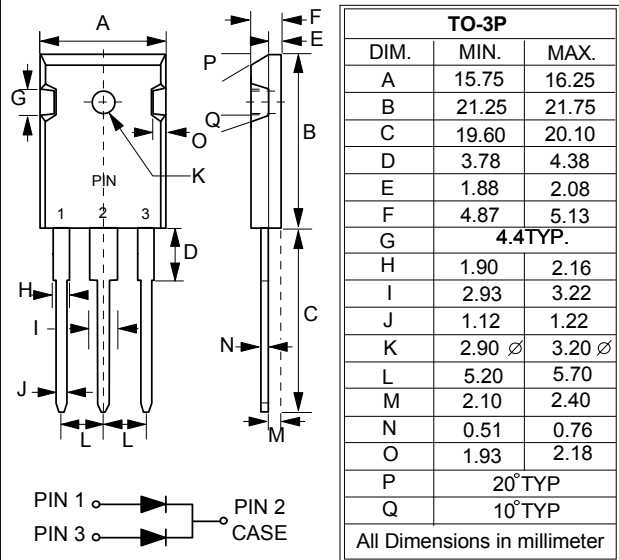 A
F
E
P
G
B
Q
O
K
PIN
1 2 3
D
H
I
C
N
J
L L
M
PIN 1
PIN 2
PIN 3
CASE
TO-3P
DIM. MIN. MAX.
A 15.75 16.25
B 21.25 21.75
C 19.60 20.10
D 3.78 4.38
E 1.88 2.08
F 4.87 5.13
G 4.4TYP.
H 1.90 2.16
I 2.93 3.22
J 1.12 1.22
K 2.90 ∅ 3.20 ∅
L 5.20 5.70
M 2.10 2.40
N 0.51 0.76
O 1.93 2.18
P 20°TYP
Q 10°TYP
All Dimensions in millimeter